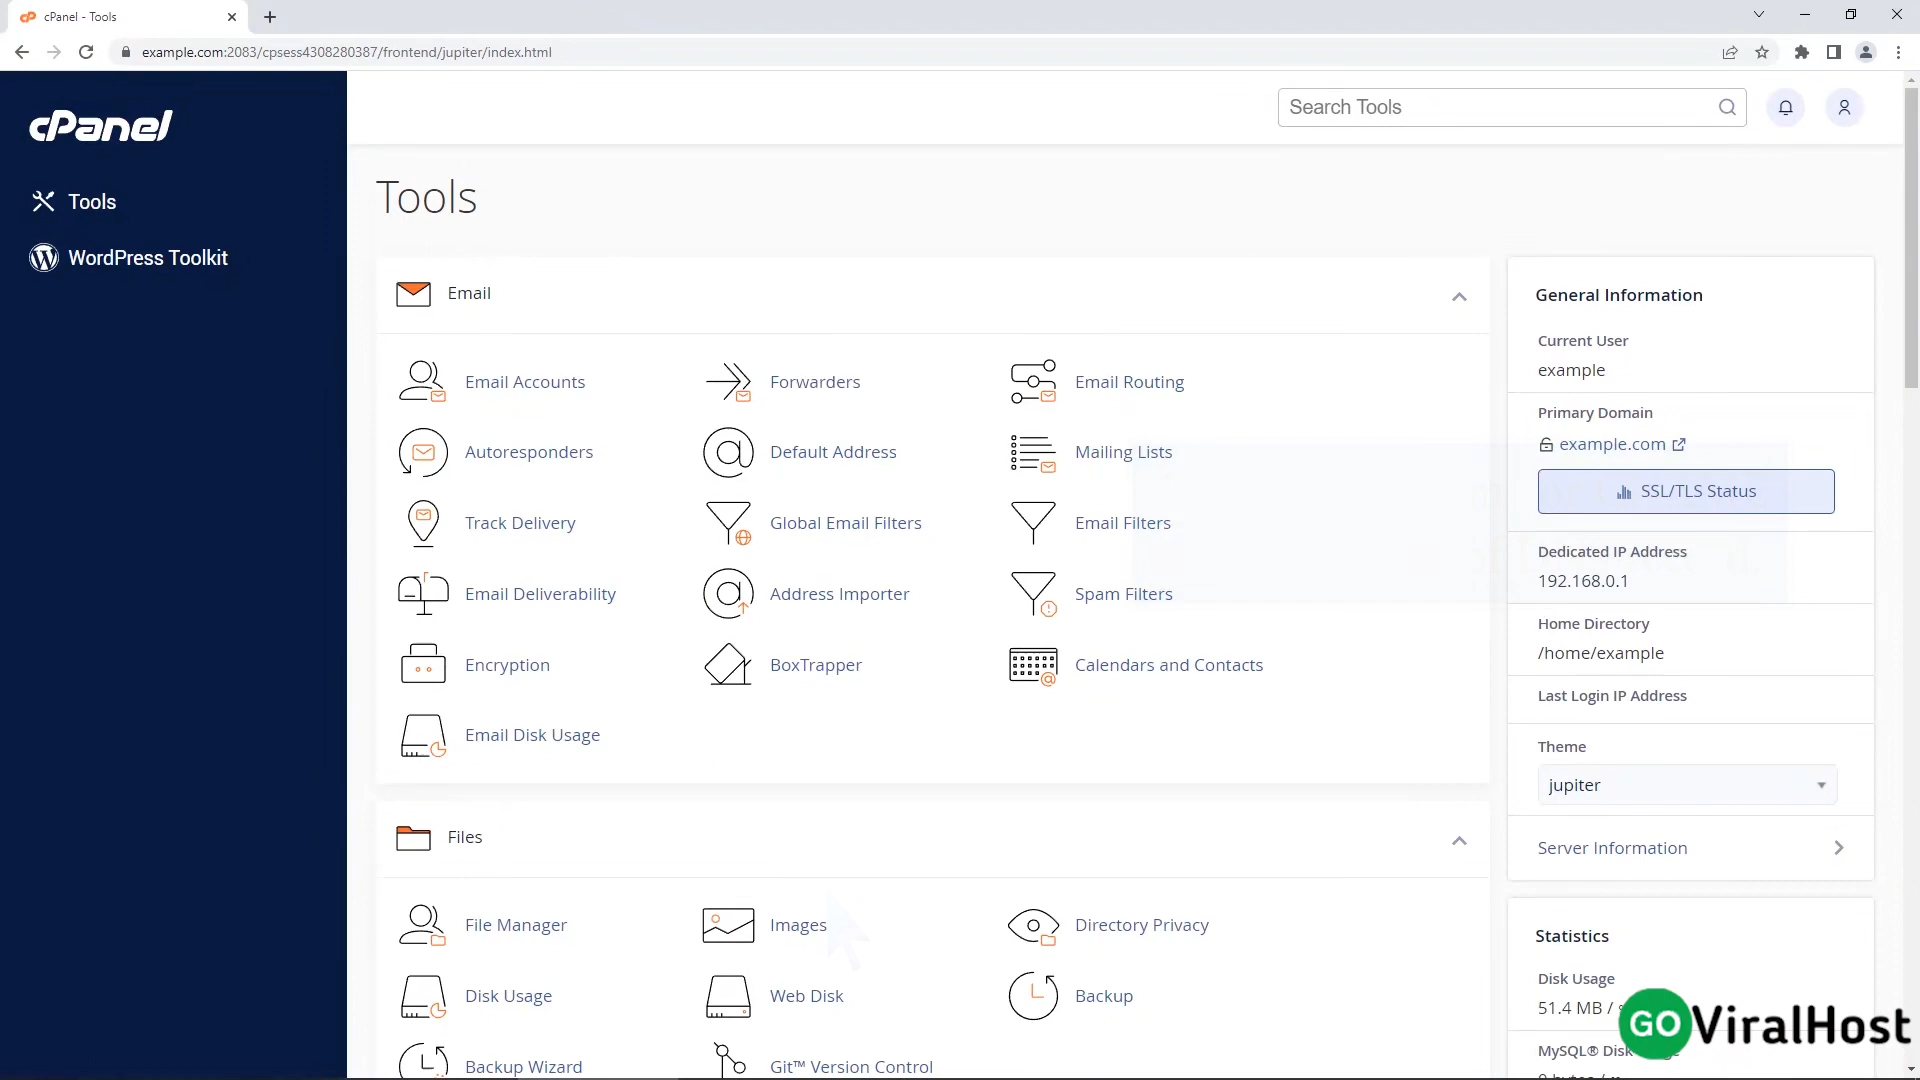 cPanel - Tools
example.com:2083/cpsess4308280387/frontend/jupiter/index.html
cPanel
Search Tools
Tools
WordPress Toolkit
Tools
Email
Email Accounts
Forwarders
Email Routing
Autoresponders
Default Address
Mailing Lists
Track Delivery
Global Email Filters
Email Filters
Email Deliverability
Address Importer
Spam Filters
Encryption
BoxTrapper
Calendars and Contacts
Email Disk Usage
Files
File Manager
Images
Directory Privacy
Disk Usage
Web Disk
Backup
Backup Wizard
Git™ Version Control
General Information
Current User
example
Primary Domain
example.com
SSL/TLS Status
Dedicated IP Address
192.168.0.1
Home Directory
/home/example
Last Login IP Address
Theme
jupiter
Server Information
Statistics
Disk Usage
51.4 MB /
GOViralHost
MySQL® Disk